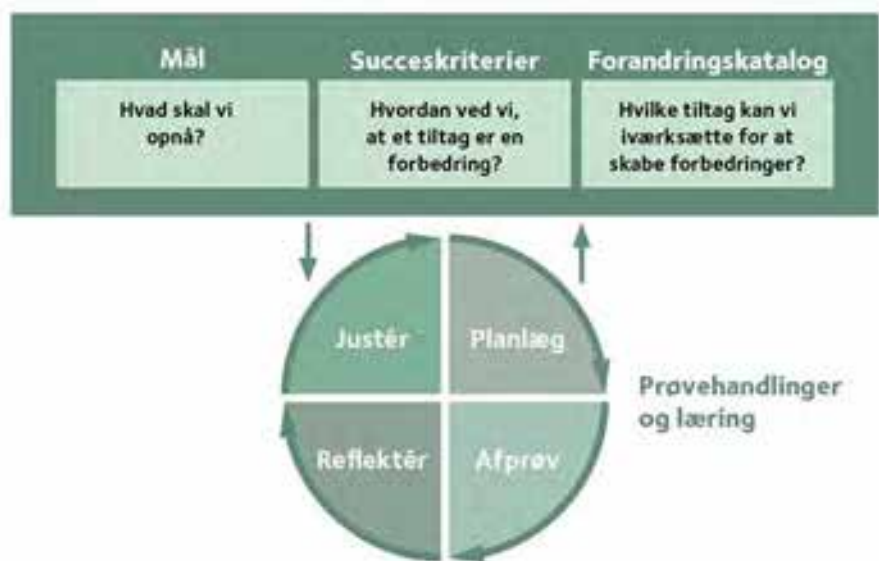 Mål
Hvad skal vi
opnå?
Succeskriterier
Hvordan ved vi,
at et tiltag er en
forbedring?
Forandringskatalog
Hvilke tiltag kan vi
iværksætte for at
skabe forbedringer?
Justér
Planlæg
Reflektér
Afprøv
Prøvehandlinger
og læring